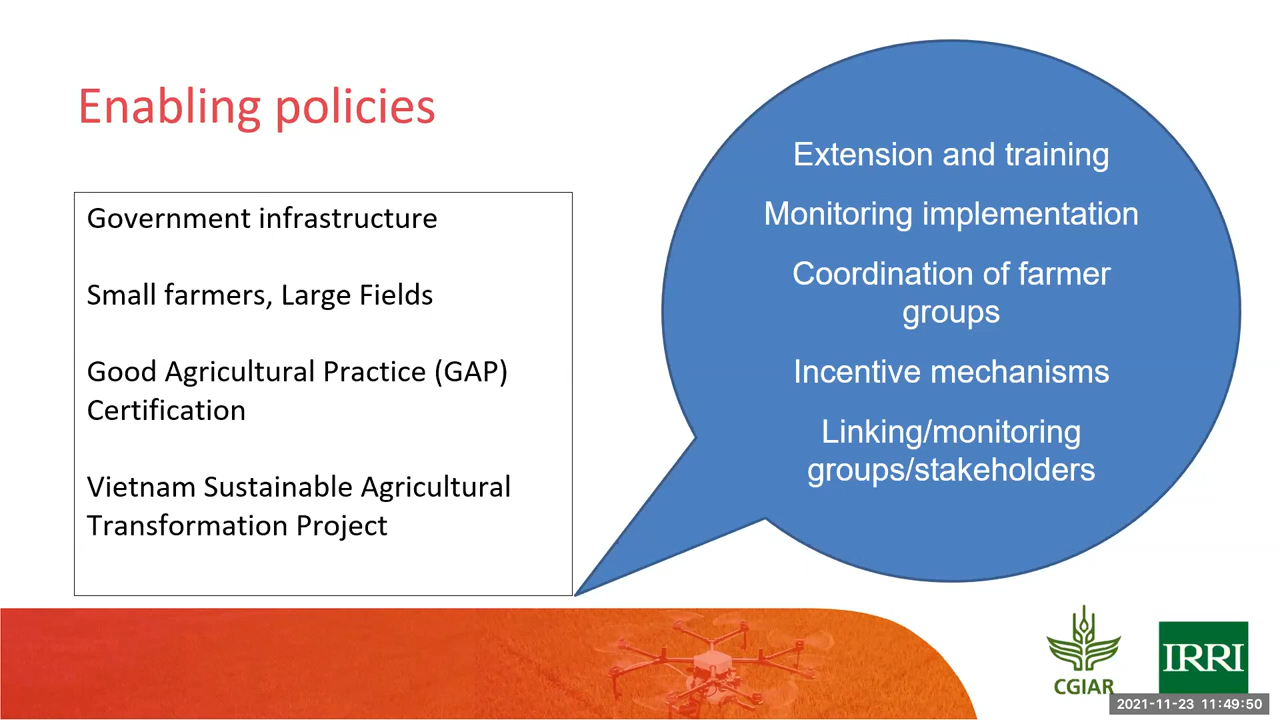 Enabling policies
Government infrastructure
Small farmers, Large Fields
Good Agricultural Practice (GAP)
Certification
Vietnam Sustainable Agricultural
Transformation Project
Extension and training
Monitoring implementation
Coordination of farmer
groups
Incentive mechanisms
Linking/monitoring
groups/stakeholders
CGIAR
IRRI
2021-11-23 11:49:50